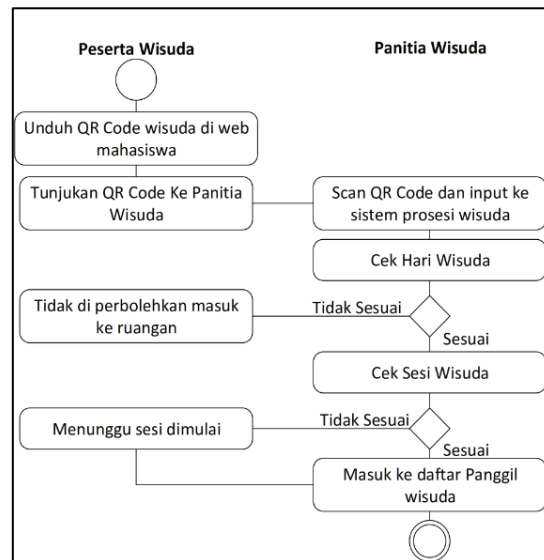 Peserta Wisuda
Panitia Wisuda
Unduh QR Code wisuda di web
mahasiswa
Tunjukan QR Code Ke Panitia
Wisuda
Scan QR Code dan input ke
sistem prosesi wisuda
Cek Hari Wisuda
Tidak di perbolehkan masuk
ke ruangan
Tidak Sesuai
Sesuai
Cek Sesi Wisuda
Menunggu sesi dimulai
Tidak Sesuai
Sesuai
Masuk ke daftar Panggil
wisuda